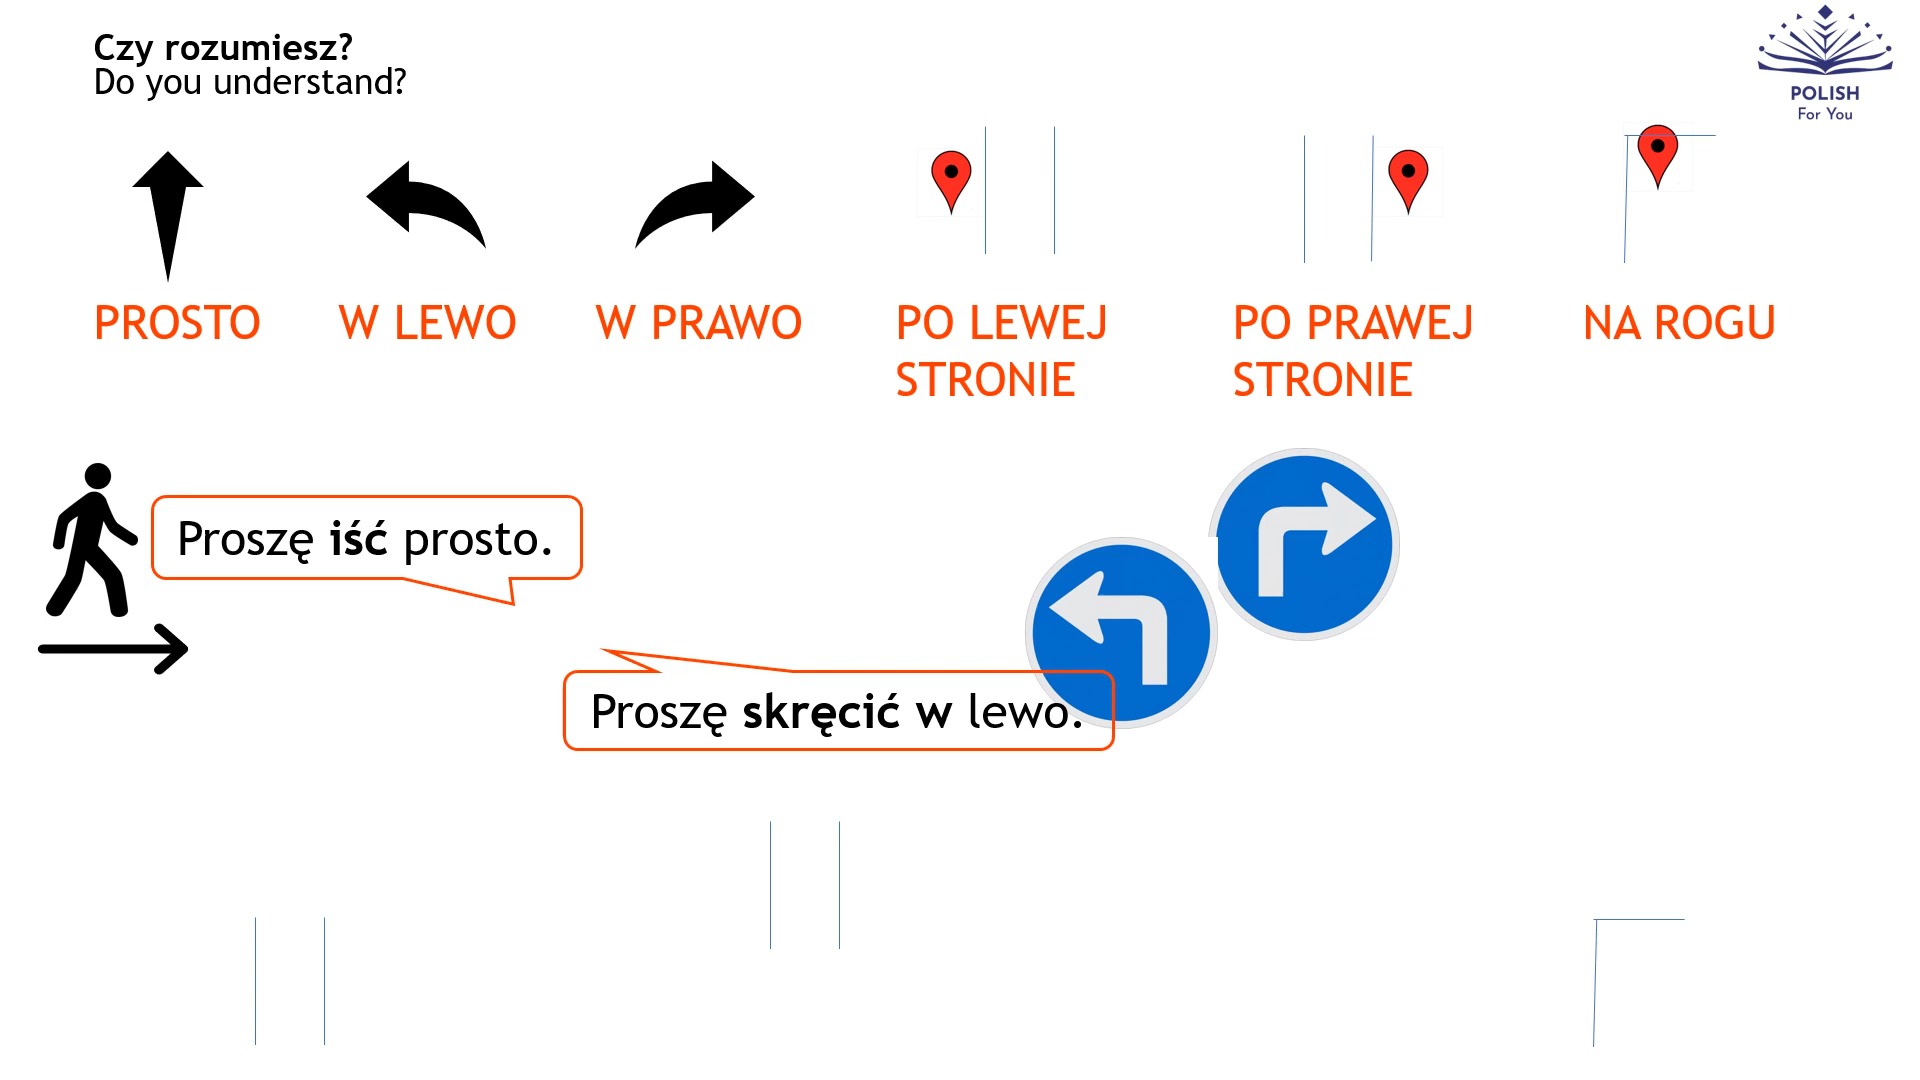 Czy rozumiesz?
Do you understand?
POLISH
For You
PROSTO
W LEWO
W PRAWO
PO LEWEJ
STRONIE
PO PRAWEJ
STRONIE
NA ROGU
Proszę iść prosto.
Proszę skręcić w lewo.